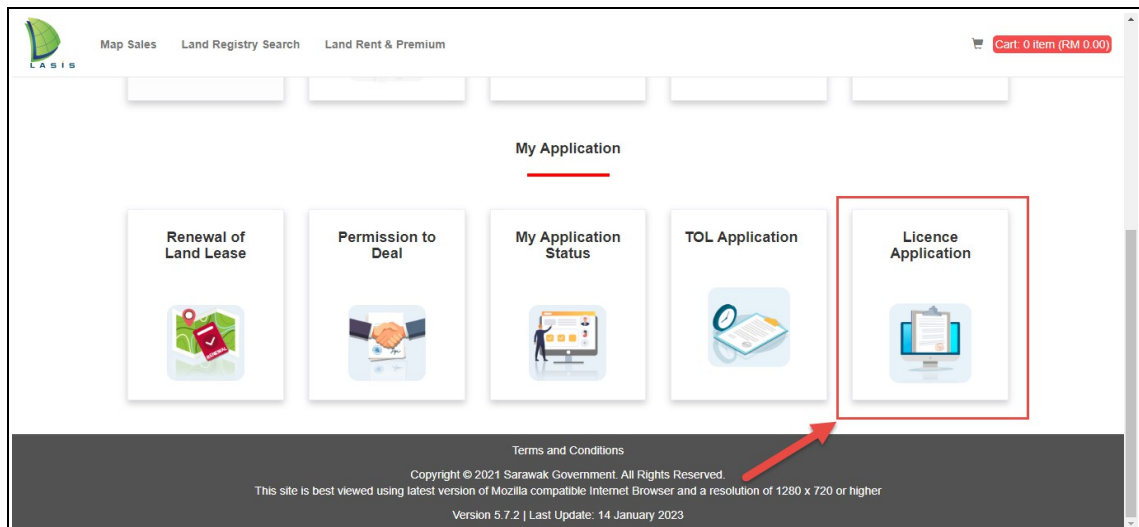 LASIS
Map Sales
Land Registry Search
Land Rent & Premium
Cart: 0 item (RM 0.00)
My Application
Renewal of
Land Lease
Permission to
Deal
My Application
Status
TOL Application
Licence
Application
RENEWAL
Terms and Conditions
Copyright © 2021 Sarawak Government. All Rights Reserved.
This site is best viewed using latest version of Mozilla compatible Internet Browser and a resolution of 1280 x 720 or higher
Version 5.7.2 | Last Update: 14 January 2023